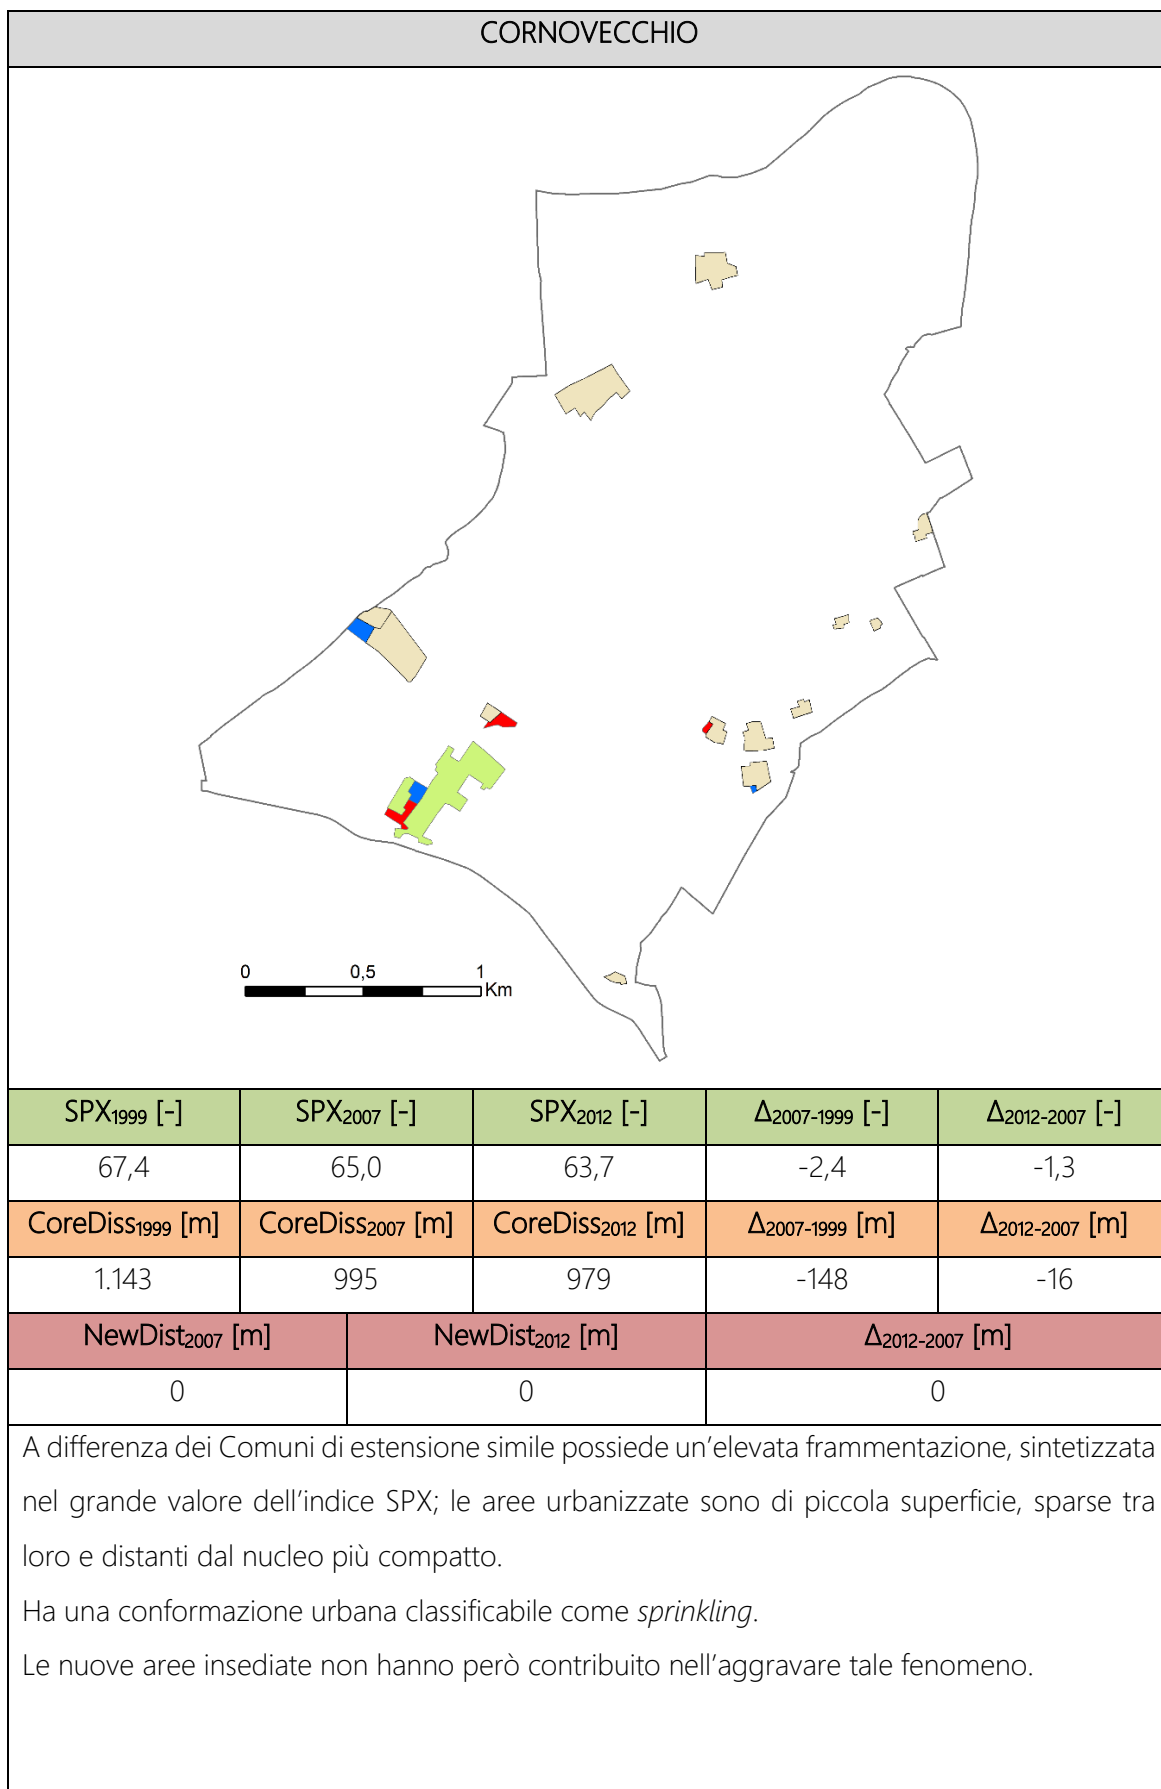 CORNOVECCHIO
0 0,5 1
Km
SPX1999 [-] SPX2007 [-] SPX2012 [-] Δ2007-1999 [-] Δ2012-2007 [-]
67,4 65,0 63,7 -2,4 -1,3
CoreDiss1999 [m] CoreDiss2007 [m] CoreDiss2012 [m] Δ2007-1999 [m] Δ2012-2007 [m]
1.143 995 979 -148 -16
NewDist2007 [m] NewDist2012 [m] Δ2012-2007 [m]
0 0 0
A differenza dei Comuni di estensione simile possiede un'elevata frammentazione, sintetizzata
nel grande valore dell'indice SPX; le aree urbanizzate sono di piccola superficie, sparse tra
loro e distanti dal nucleo più compatto.
Ha una conformazione urbana classificabile come sprinkling.
Le nuove aree insediate non hanno però contribuito nell'aggravare tale fenomeno.